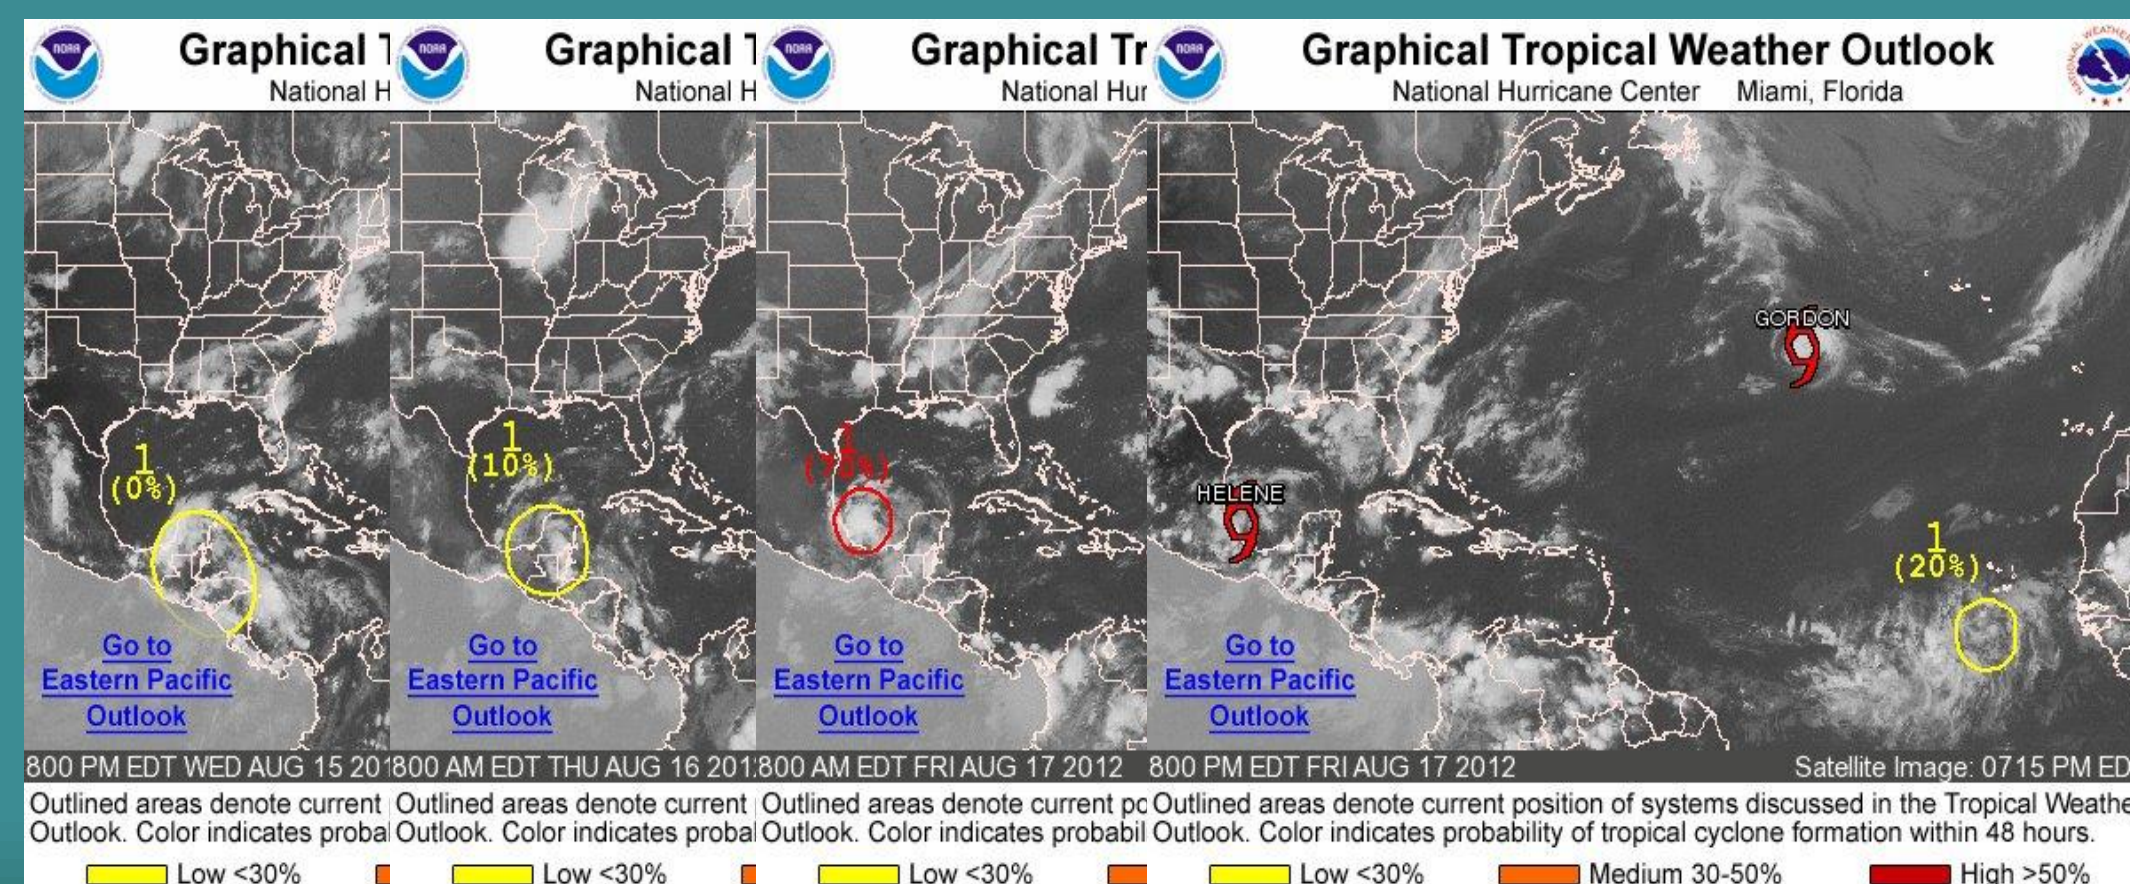 NOAA
Graphical T
National H
1
(0%)
Go to
Eastern Pacific
Outlook
800 PM EDT WED AUG 15 201
Outlined areas denote current
Outlook. Color indicates proba
Low <30%
NOAA
Graphical T
National H
1
(10%)
Go to
Eastern Pacific
Outlook
800 AM EDT THU AUG 16 201
Outlined areas denote current
Outlook. Color indicates proba
Low <30%
NOAA
Graphical Tr
National Hur
1
(70%)
Go to
Eastern Pacific
Outlook
800 AM EDT FRI AUG 17 2012
Outlined areas denote current po
Outlook. Color indicates probabil
Low <30%
NOAA
Graphical Tropical Weather Outlook
National Hurricane Center Miami, Florida
GORDON
HELENE
1
(20%)
Go to
Eastern Pacific
Outlook
800 PM EDT FRI AUG 17 2012 Satellite Image: 0715 PM ED
Outlined areas denote current position of systems discussed in the Tropical Weathe
Outlook. Color indicates probability of tropical cyclone formation within 48 hours.
Low <30% Medium 30-50% High >50%